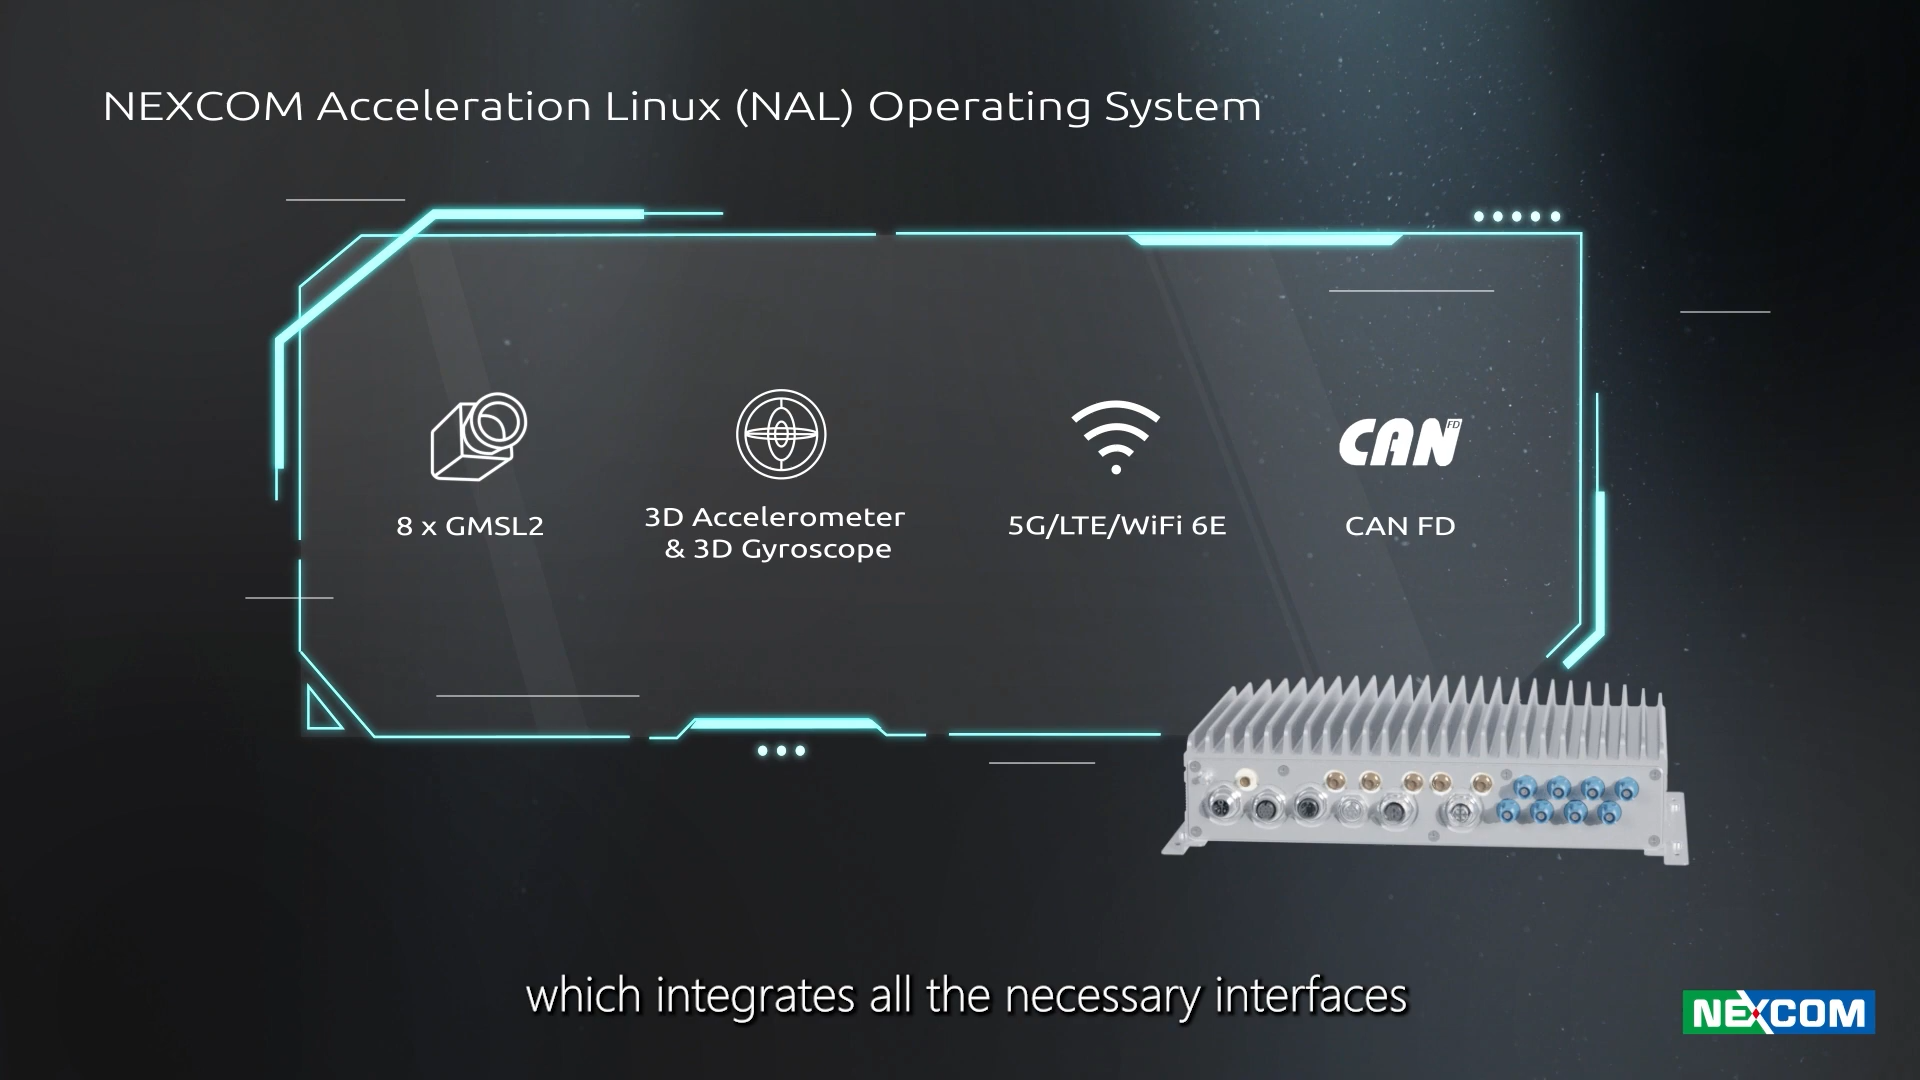 NEXCOM Acceleration Linux (NAL) Operating System
8 x GMSL2
3D Accelerometer
& 3D Gyroscope
5G/LTE/WiFi 6E
CAN FD
CAN FD
which integrates all the necessary interfaces
NEXCOM